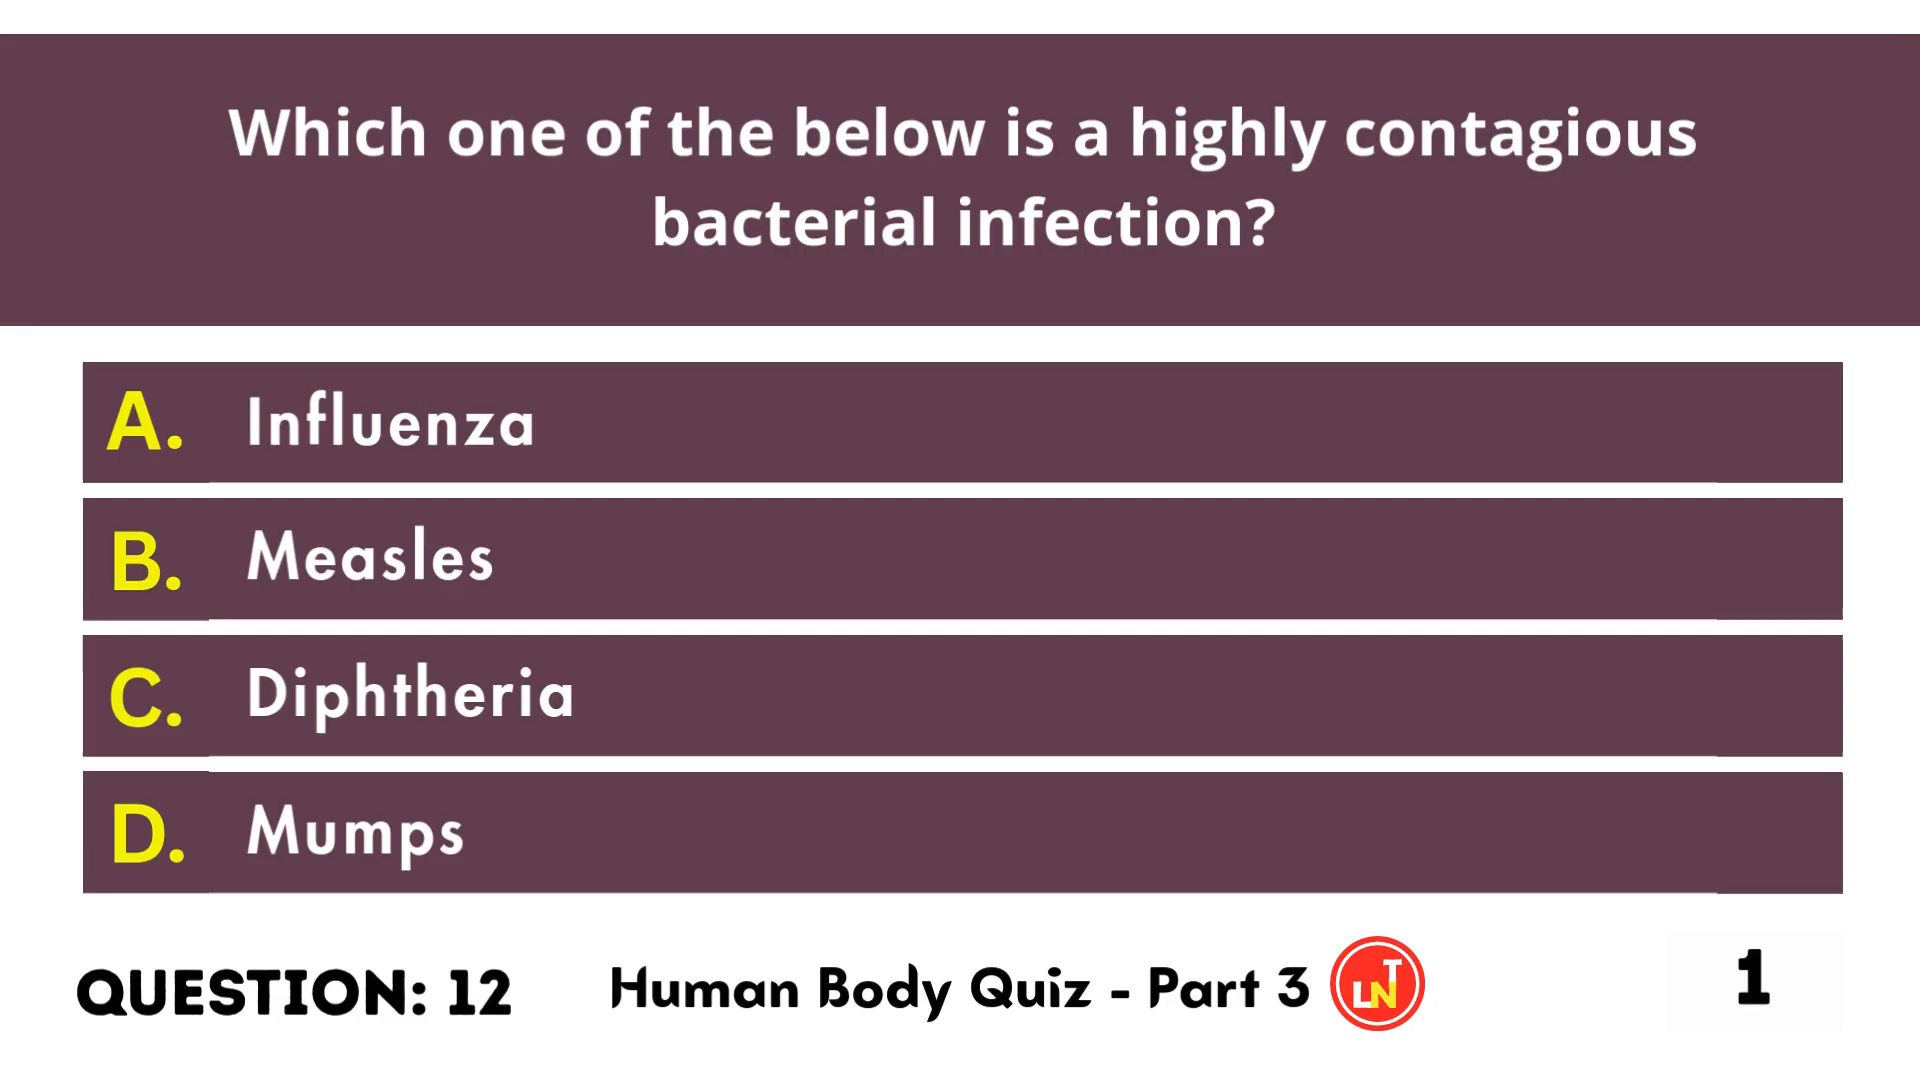 Which one of the below is a highly contagious
bacterial infection?
A. Influenza
B. Measles
C. Diphtheria
D. Mumps
QUESTION: 12 Human Body Quiz - Part 3 LNT 1